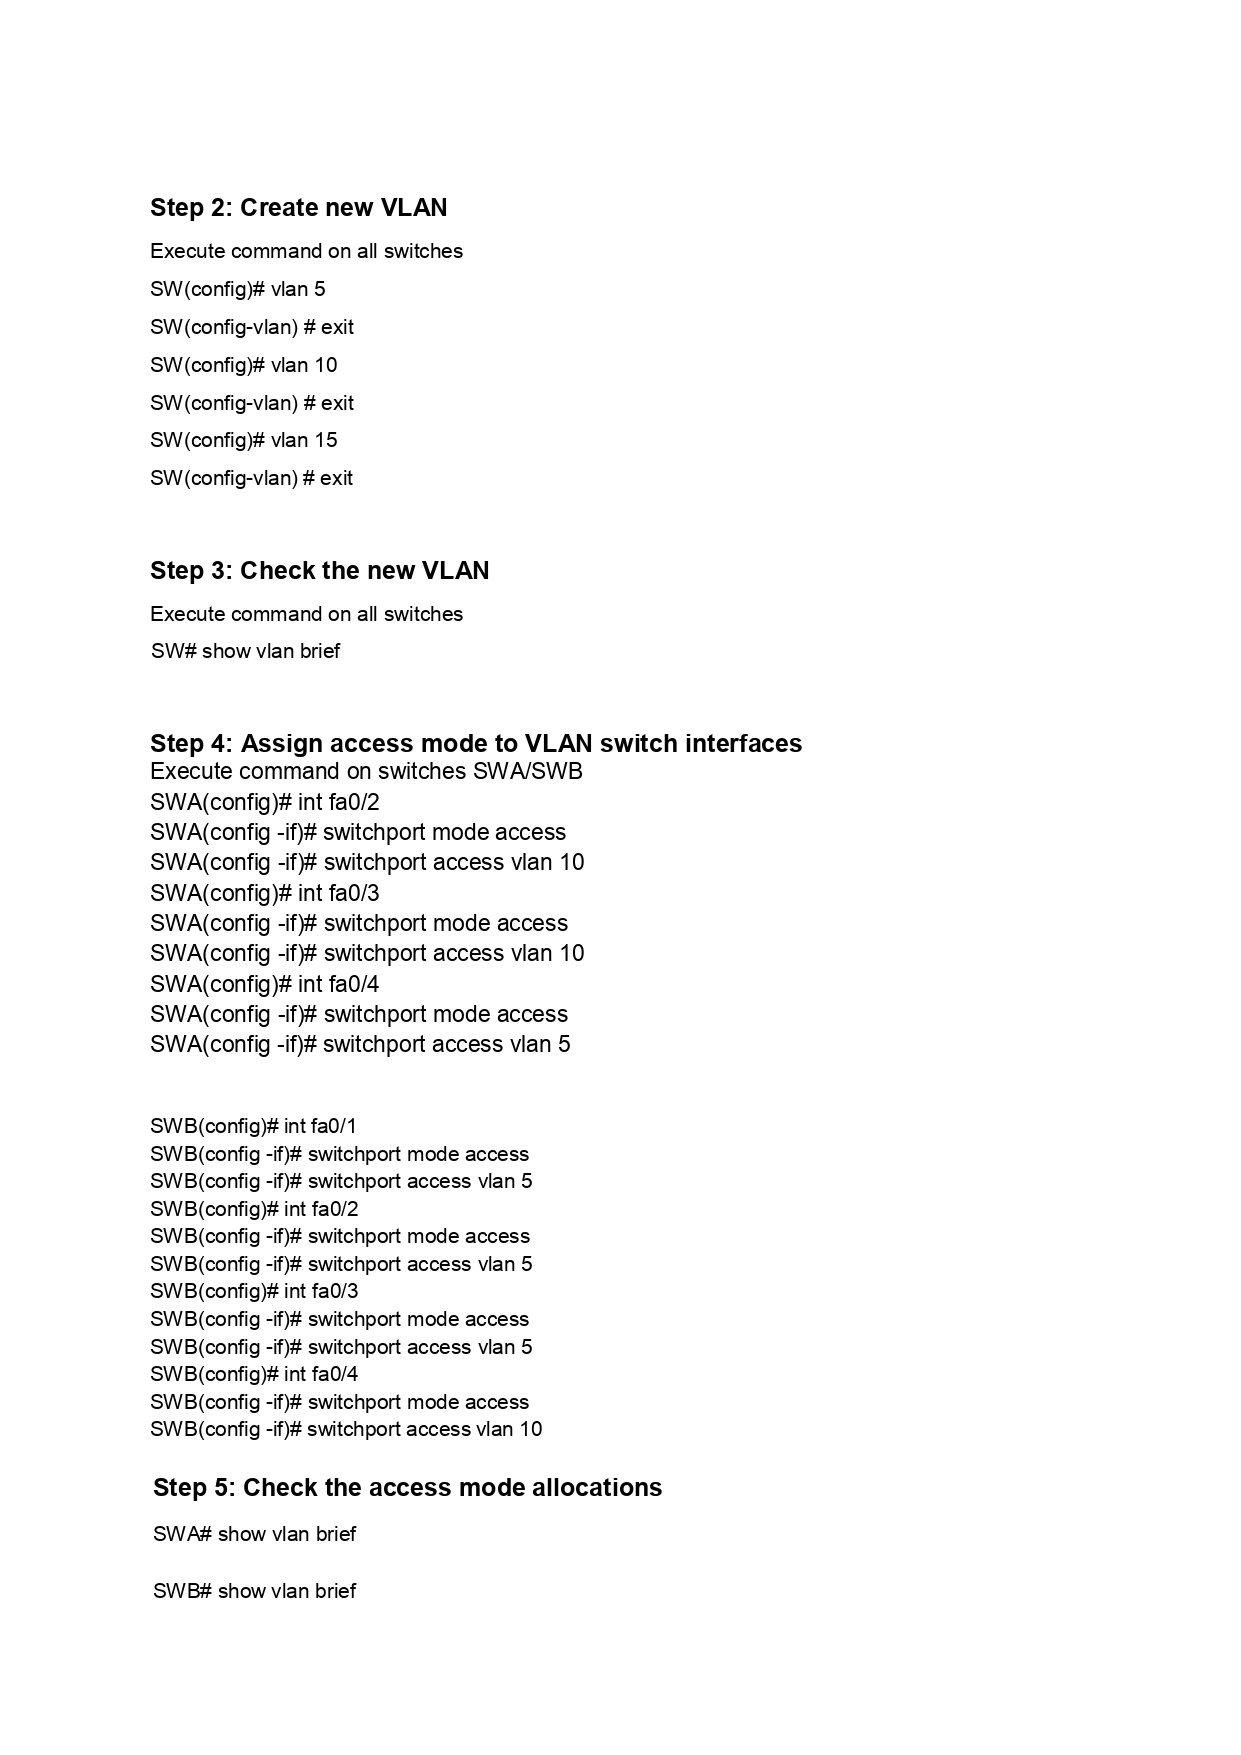 Step 2: Create new VLAN
Execute command on all switches
SW(config)# vlan 5
SW(config-vlan) # exit
SW(config)# vlan 10
SW(config-vlan) # exit
SW(config)# vlan 15
SW(config-vlan) # exit
Step 3: Check the new VLAN
Execute command on all switches
SW# show vlan brief
Step 4: Assign access mode to VLAN switch interfaces
Execute command on switches SWA/SWB
SWA(config)# int fa0/2
SWA(config -if)# switchport mode access
SWA(config -if)# switchport access vlan 10
SWA(config)# int fa0/3
SWA(config -if)# switchport mode access
SWA(config -if)# switchport access vlan 10
SWA(config)# int fa0/4
SWA(config -if)# switchport mode access
SWA(config -if)# switchport access vlan 5
SWB(config)# int fa0/1
SWB(config -if)# switchport mode access
SWB(config -if)# switchport access vlan 5
SWB(config)# int fa0/2
SWB(config -if)# switchport mode access
SWB(config -if)# switchport access vlan 5
SWB(config)# int fa0/3
SWB(config -if)# switchport mode access
SWB(config -if)# switchport access vlan 5
SWB(config)# int fa0/4
SWB(config -if)# switchport mode access
SWB(config -if)# switchport access vlan 10
Step 5: Check the access mode allocations
SWA# show vlan brief
SWB# show vlan brief